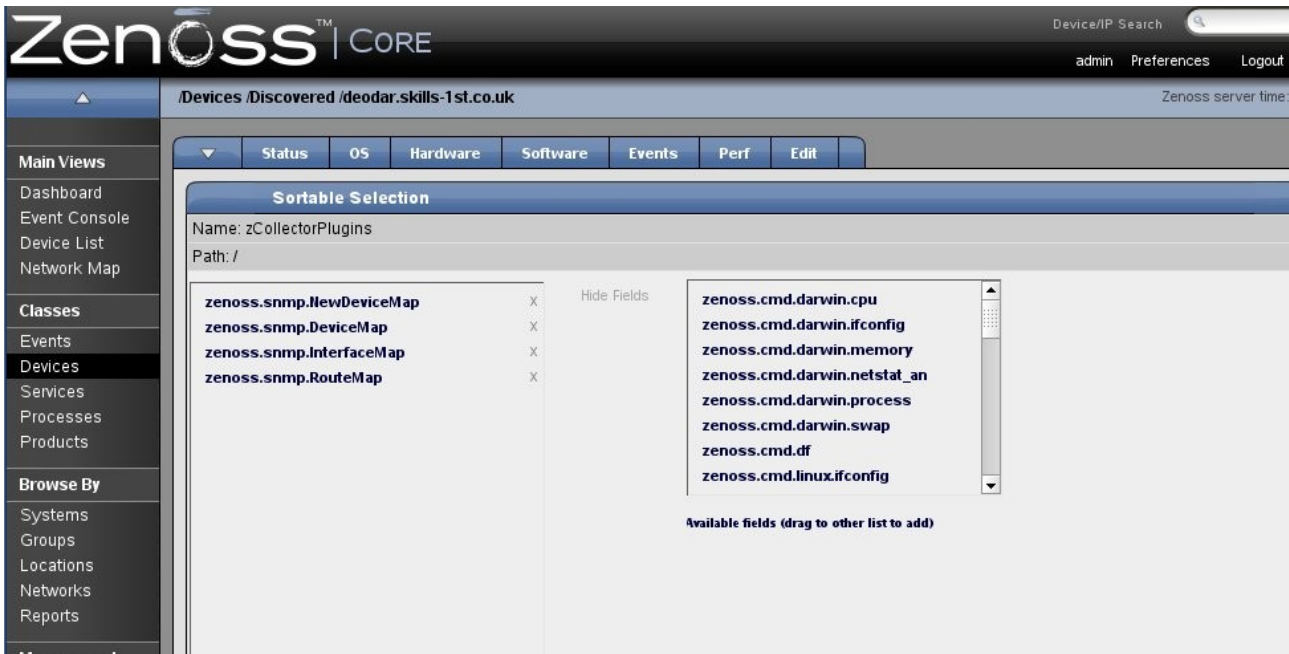 Zenoss™ | CORE
Device/IP Search
admin Preferences Logout
/Devices /Discovered /deodar.skills-1st.co.uk
Zenoss server time:
Main Views
Dashboard
Event Console
Device List
Network Map
Classes
Events
Devices
Services
Processes
Products
Browse By
Systems
Groups
Locations
Networks
Reports
Status OS Hardware Software Events Perf Edit
Sortable Selection
Name: zCollectorPlugins
Path: /
zenoss.snmp.NewDeviceMap X
zenoss.snmp.DeviceMap X
zenoss.snmp.InterfaceMap X
zenoss.snmp.RouteMap X
Hide Fields
zenoss.cmd.darwin.cpu
zenoss.cmd.darwin.ifconfig
zenoss.cmd.darwin.memory
zenoss.cmd.darwin.netstat_an
zenoss.cmd.darwin.process
zenoss.cmd.darwin.swap
zenoss.cmd.df
zenoss.cmd.linux.ifconfig
Available fields (drag to other list to add)